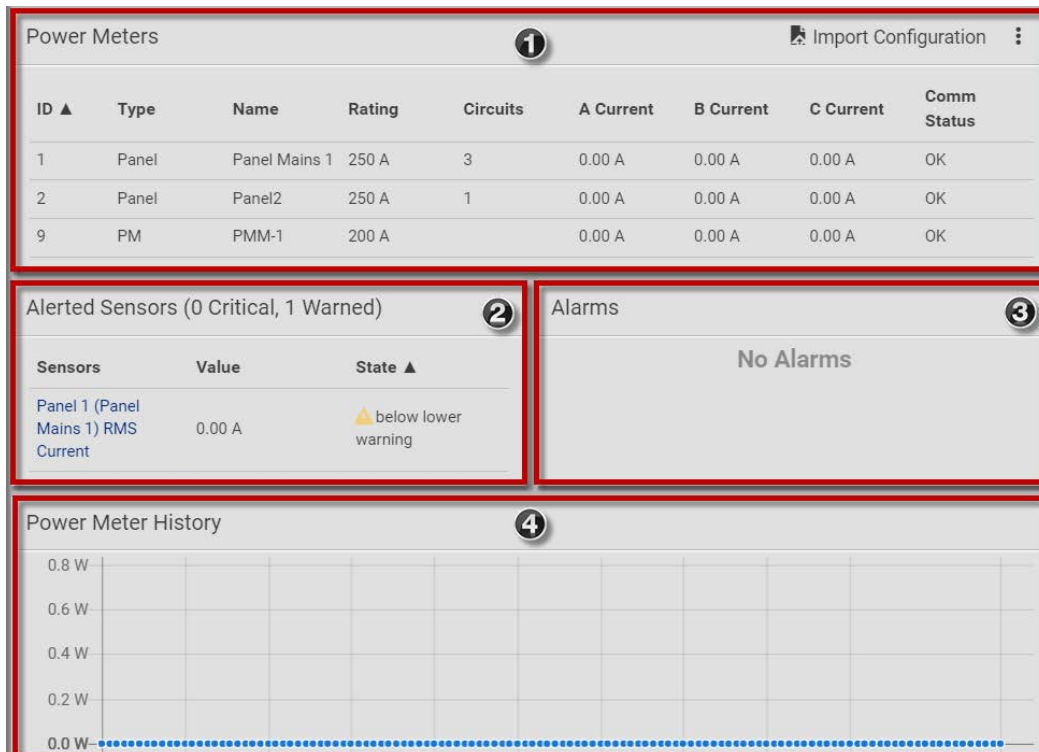 Power Meters
1
Import Configuration
ID ▲ Type Name Rating Circuits A Current B Current C Current Comm Status
1 Panel Panel Mains 1 250 A 3 0.00 A 0.00 A 0.00 A OK
2 Panel Panel2 250 A 1 0.00 A 0.00 A 0.00 A OK
9 PM PMM-1 200 A 0.00 A 0.00 A 0.00 A OK
Alerted Sensors (0 Critical, 1 Warned)
2
Sensors Value State ▲
Panel 1 (Panel
Mains 1) RMS
Current
0.00 A
below lower
warning
Alarms
3
No Alarms
Power Meter History
4
0.8 W
0.6 W
0.4 W
0.2 W
0.0 W